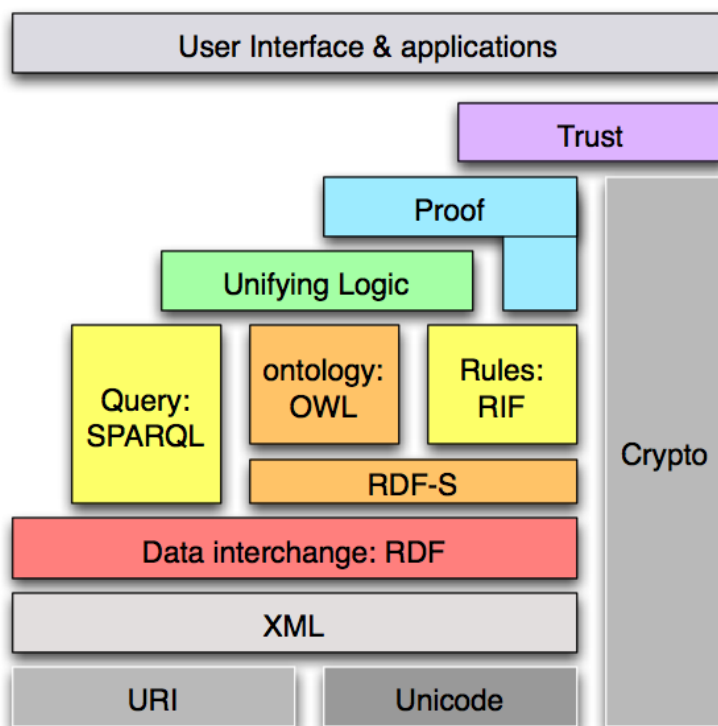 User Interface & applications
Trust
Proof
Unifying Logic
Query:
SPARQL
ontology:
OWL
Rules:
RIF
Crypto
RDF-S
Data interchange: RDF
XML
URI
Unicode